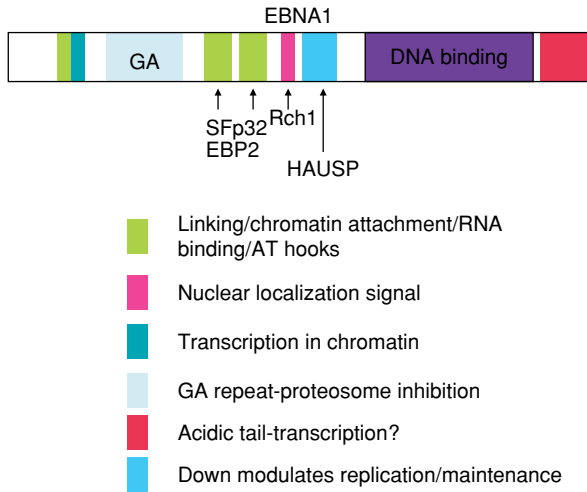 EBNA1
GA
DNA binding
SFp32
EBP2
Rch1
HAUSP
Linking/chromatin attachment/RNA
binding/AT hooks
Nuclear localization signal
Transcription in chromatin
GA repeat-proteosome inhibition
Acidic tail-transcription?
Down modulates replication/maintenance